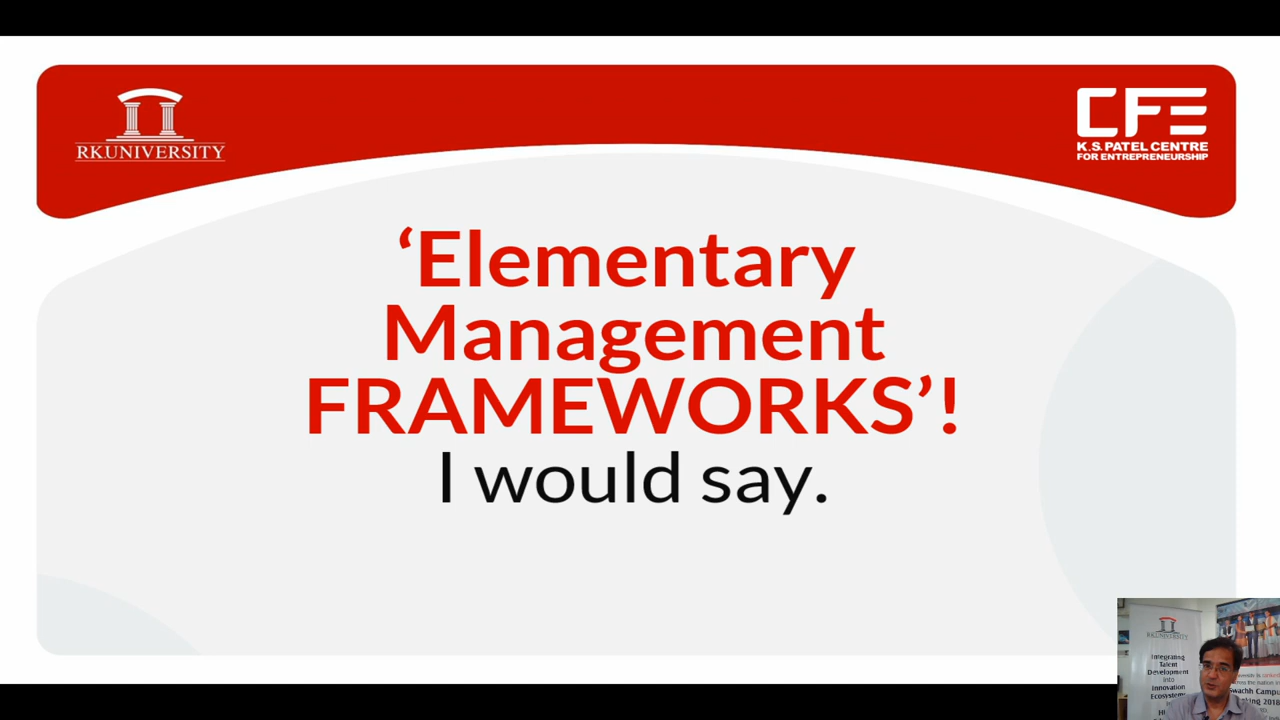 RKUNIVERSITY
CFE
K.S. PATEL CENTRE
FOR ENTREPRENEURSHIP
‘Elementary
Management
FRAMEWORKS’!
I would say.
RKUNIVERSITY
Integrating
Talent
Development
into
Innovation
Ecosystem